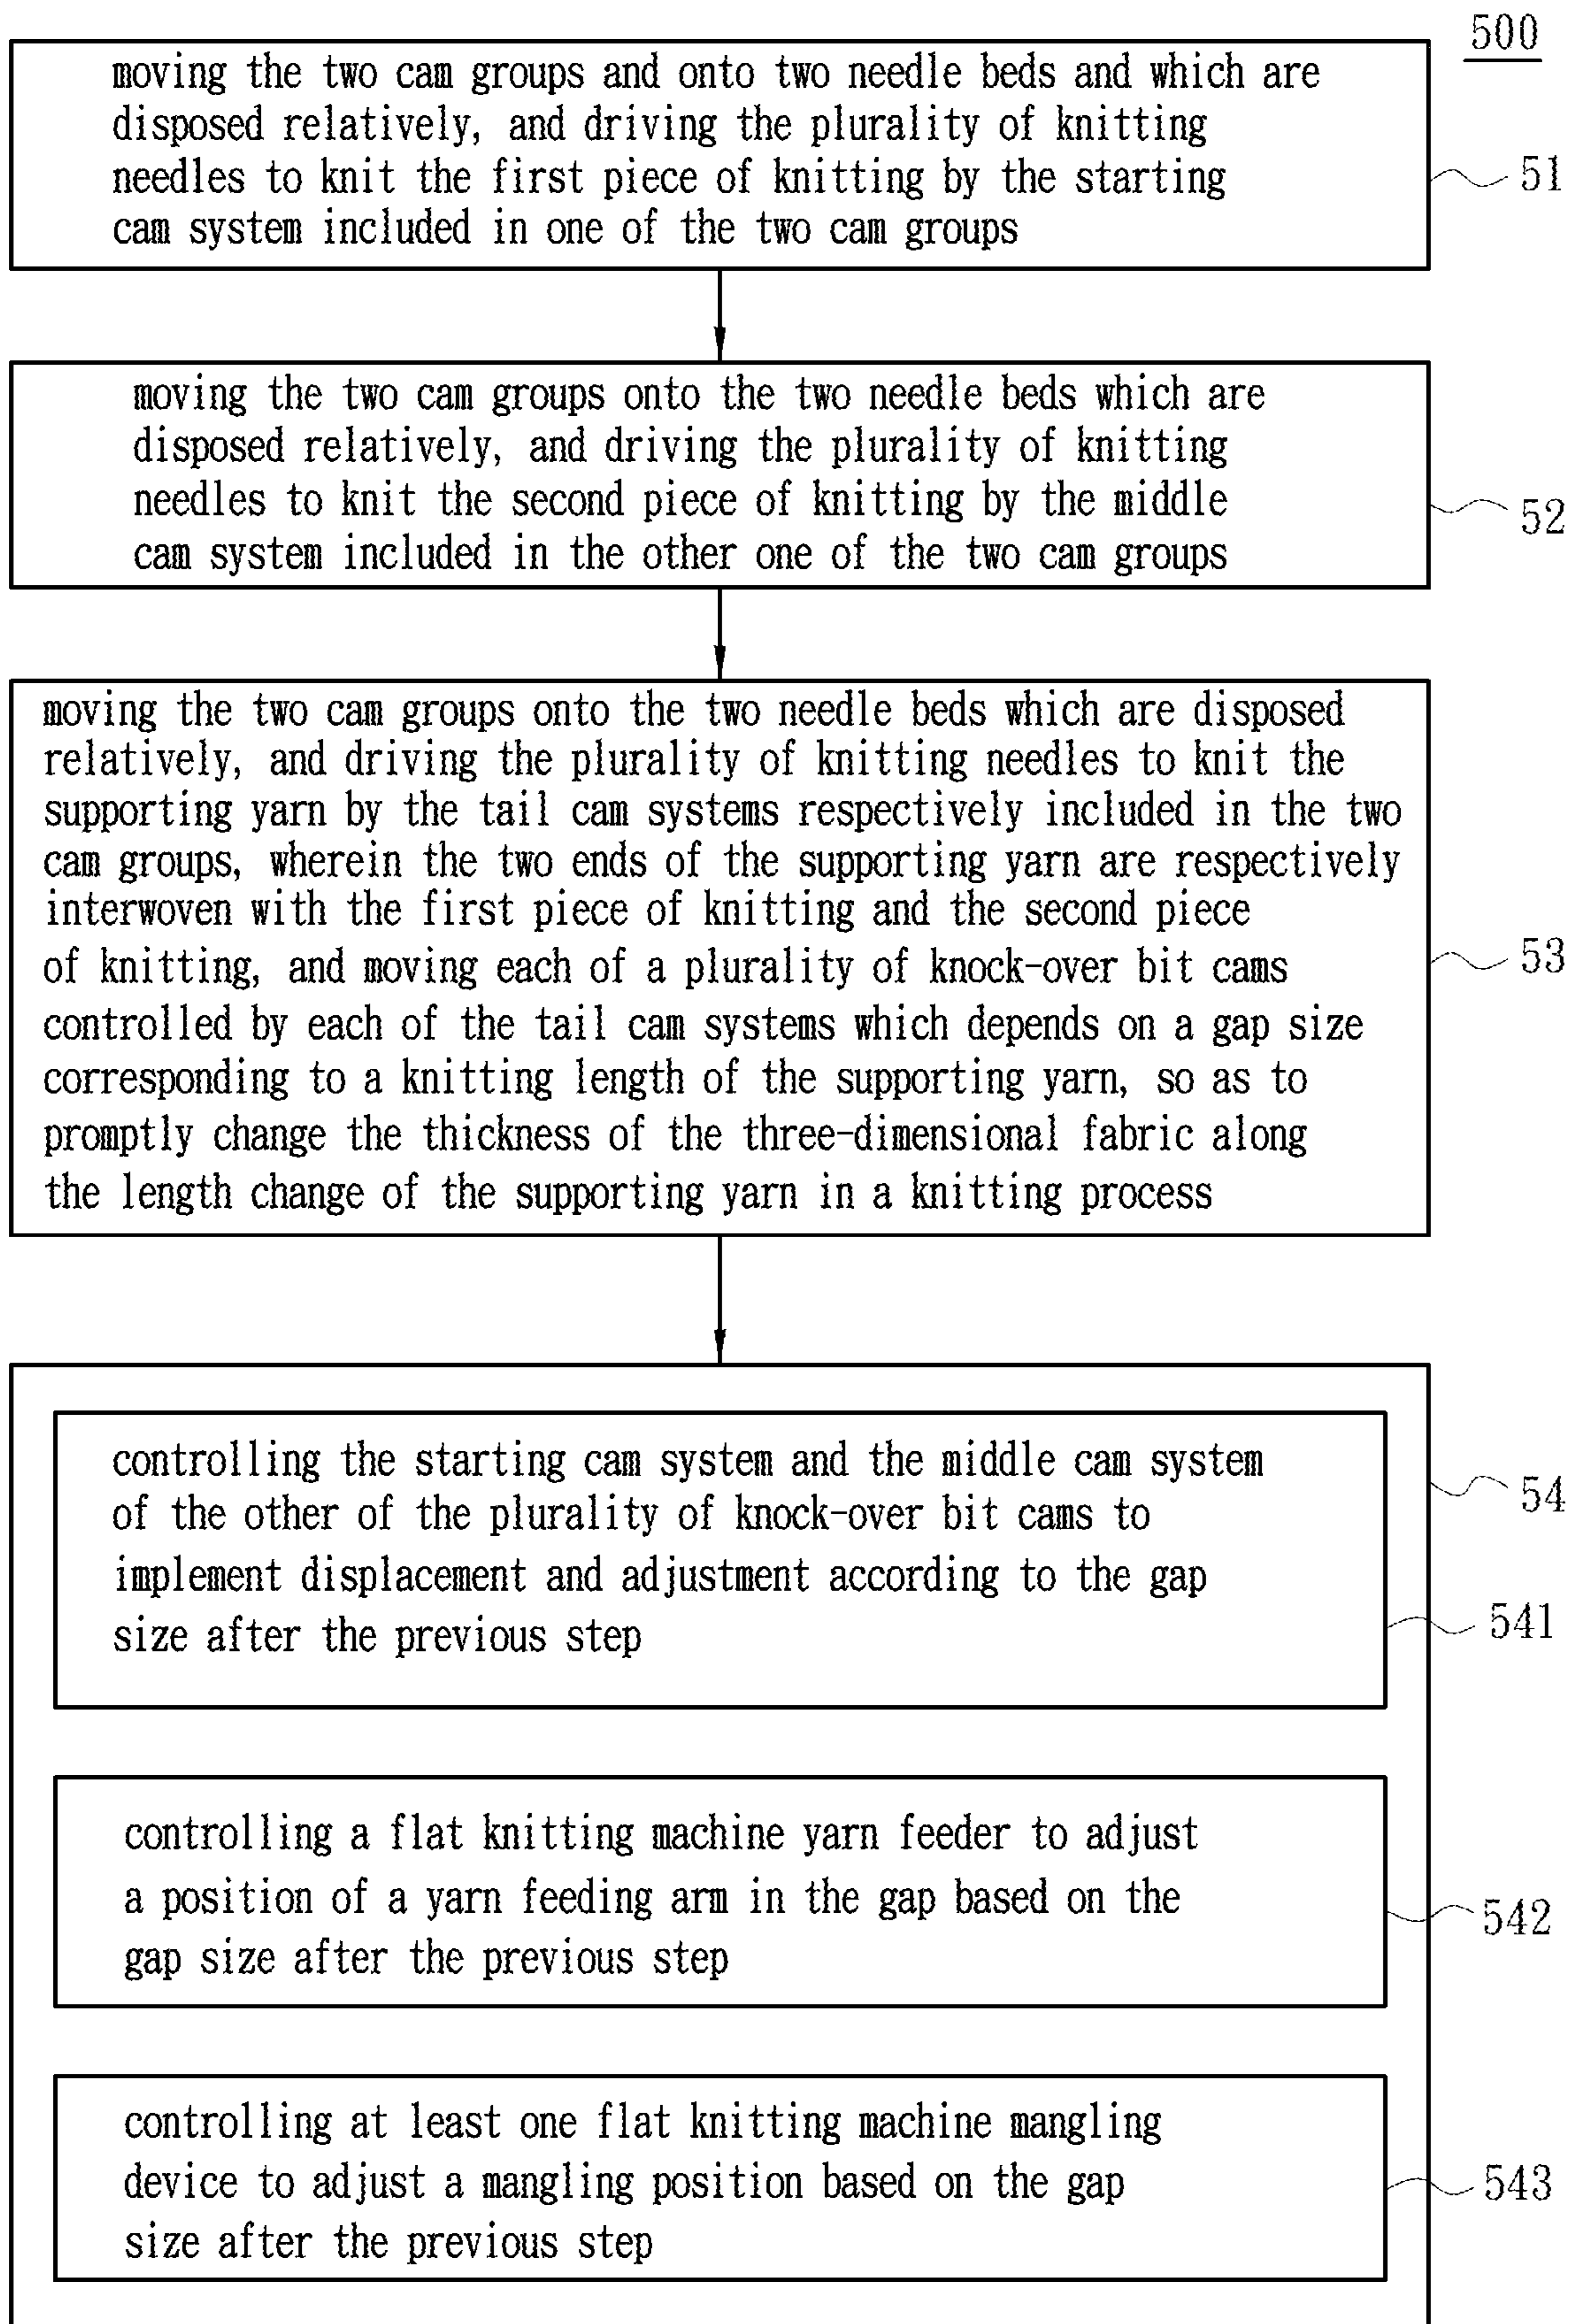 500
moving the two cam groups and onto two needle beds and which are
disposed relatively, and driving the plurality of knitting
needles to knit the first piece of knitting by the starting
cam system included in one of the two cam groups
51
moving the two cam groups onto the two needle beds which are
disposed relatively, and driving the plurality of knitting
needles to knit the second piece of knitting by the middle
cam system included in the other one of the two cam groups
52
moving the two cam groups onto the two needle beds which are disposed
relatively, and driving the plurality of knitting needles to knit the
supporting yarn by the tail cam systems respectively included in the two
cam groups, wherein the two ends of the supporting yarn are respectively
interwoven with the first piece of knitting and the second piece
of knitting, and moving each of a plurality of knock-over bit cams
controlled by each of the tail cam systems which depends on a gap size
corresponding to a knitting length of the supporting yarn, so as to
promptly change the thickness of the three-dimensional fabric along
the length change of the supporting yarn in a knitting process
53
controlling the starting cam system and the middle cam system
of the other of the plurality of knock-over bit cams to
implement displacement and adjustment according to the gap
size after the previous step
54
541
controlling a flat knitting machine yarn feeder to adjust
a position of a yarn feeding arm in the gap based on the
gap size after the previous step
542
controlling at least one flat knitting machine mangling
device to adjust a mangling position based on the gap
size after the previous step
543